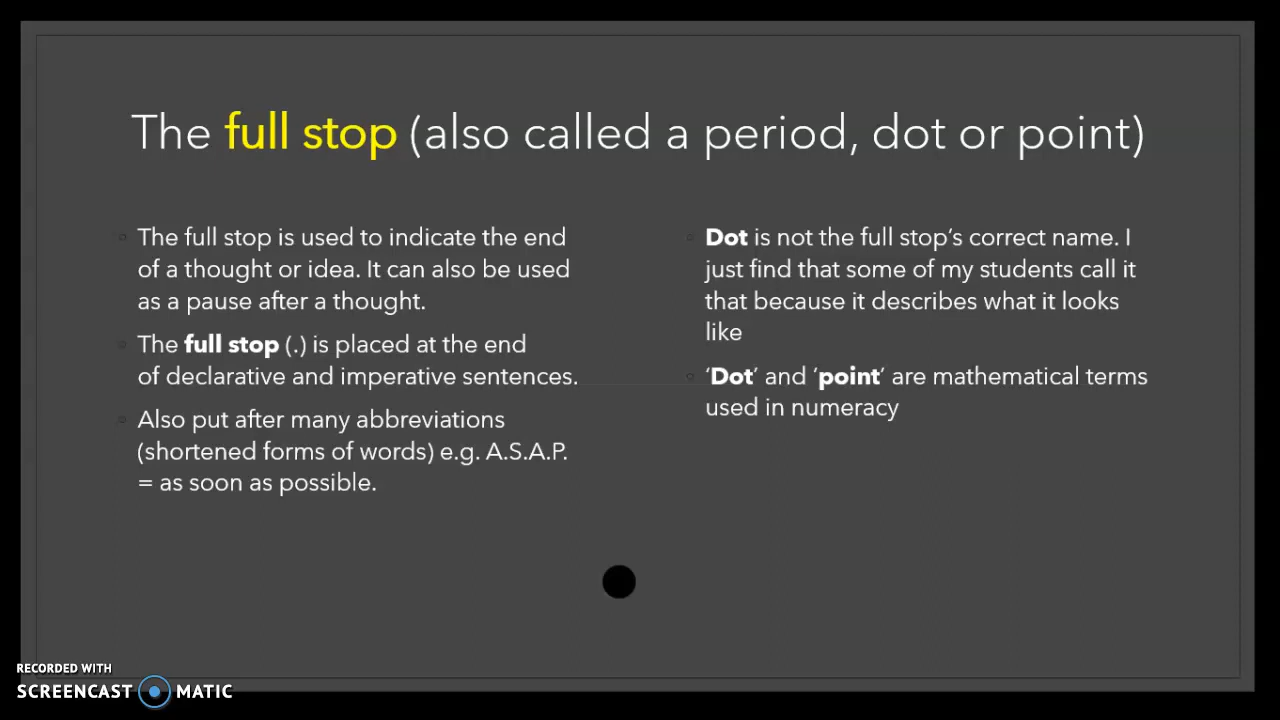 The full stop (also called a period, dot or point)
The full stop is used to indicate the end
of a thought or idea. It can also be used
as a pause after a thought.
The full stop (.) is placed at the end
of declarative and imperative sentences.
Also put after many abbreviations
(shortened forms of words) e.g. A.S.A.P.
= as soon as possible.
Dot is not the full stop’s correct name. I
just find that some of my students call it
that because it describes what it looks
like
‘Dot’ and ‘point’ are mathematical terms
used in numeracy
RECORDED WITH
SCREENCAST MATIC